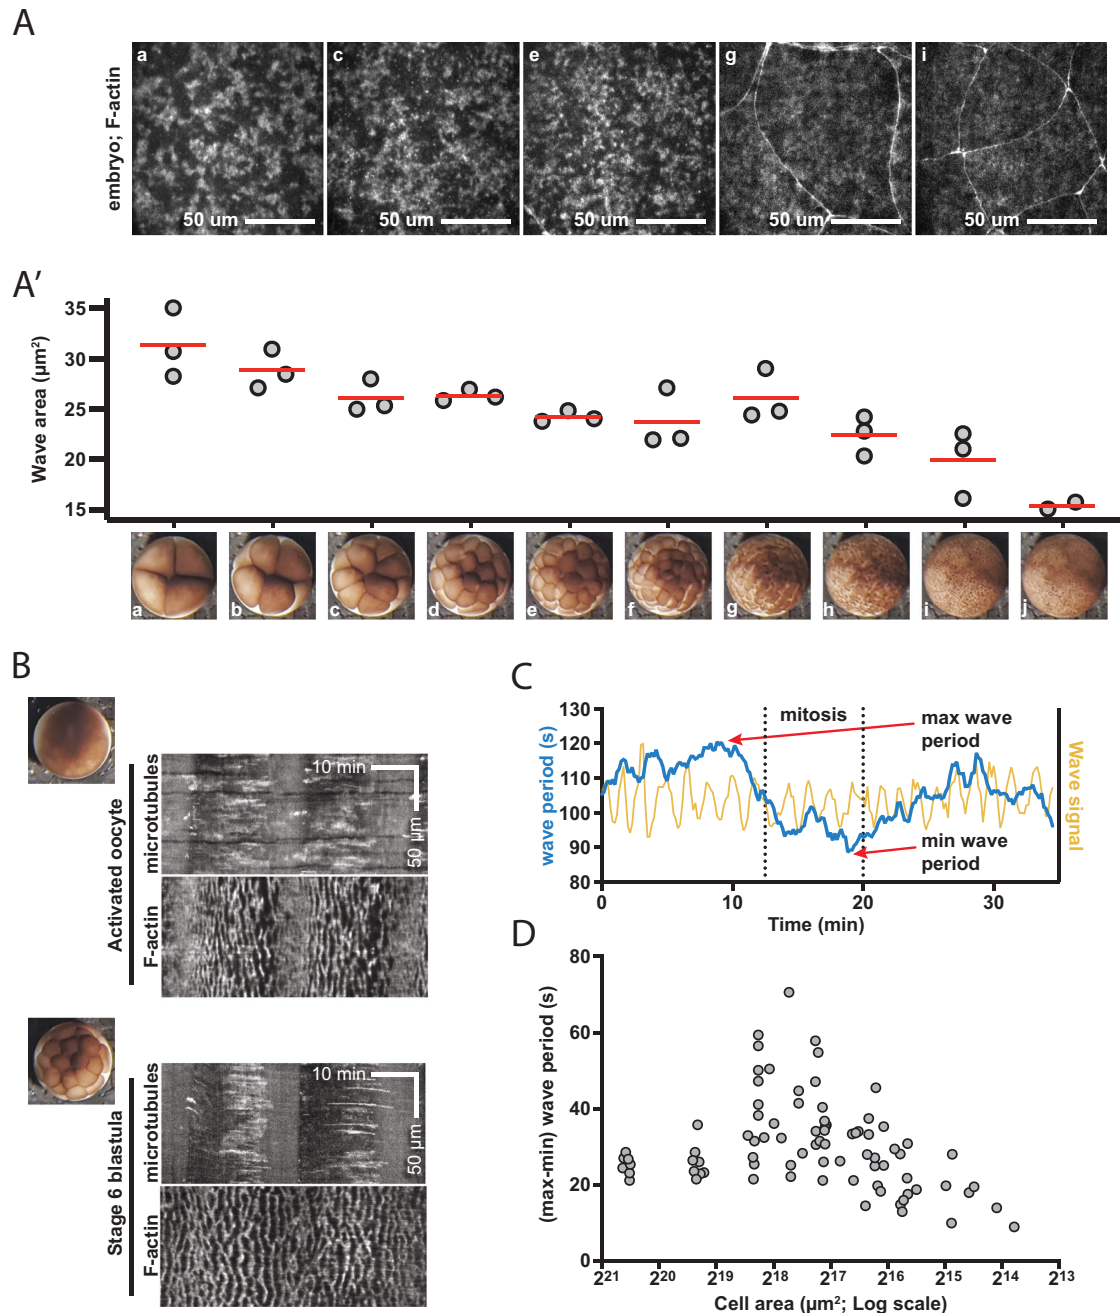 A
embryo; F-actin
a
c
e
g
i
50 um
50 um
50 um
50 um
50 um
A′
Wave area (µm²)
35
30
25
20
15
a
b
c
d
e
f
g
h
i
j
B
Activated oocyte
microtubules
10 min
50 µm
F-actin
Stage 6 blastula
microtubules
10 min
50 µm
F-actin
C
wave period (s)
130
120
110
100
90
80
mitosis
max wave
period
min wave
period
Wave signal
0
10
20
30
Time (min)
D
(max-min) wave period (s)
80
60
40
20
0
2²¹
2²⁰
2¹⁹
2¹⁸
2¹⁷
2¹⁶
2¹⁵
2¹⁴
2¹³
Cell area (µm²; Log scale)